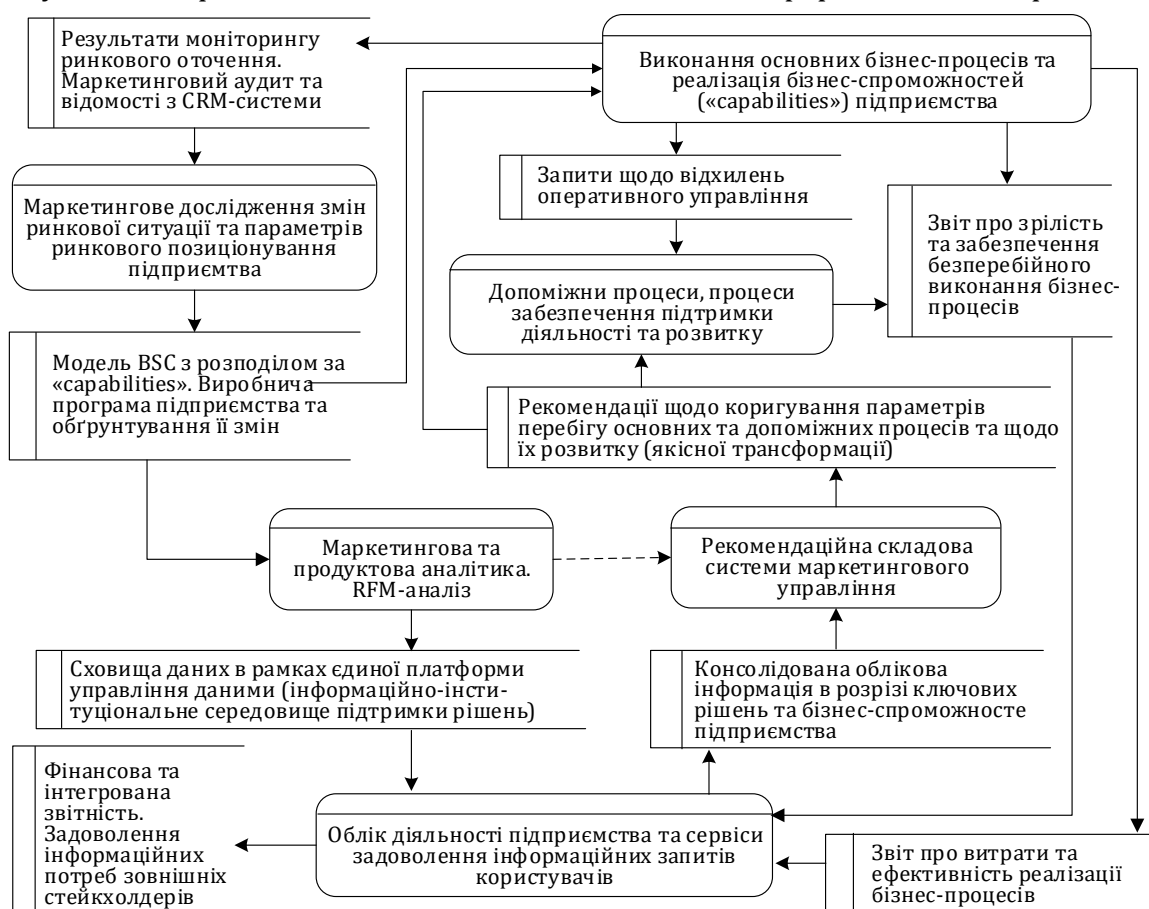 Результати моніторингу
ринкового оточення.
Маркетинговий аудит та
відомості з CRM-системи
Виконання основних бізнес-процесів та
реалізація бізнес-спроможностей
(«capabilities») підприємства
Запити щодо відхилень
оперативного управління
Маркетингове дослідження змін
ринкової ситуації та параметрів
ринкового позиціонування
підприємтва
Звіт про зрілість
та забезпечення
безперебійного
виконання бізнес-
процесів
Допоміжни процеси, процеси
забезпечення підтримки
діяльності та розвитку
Модель BSC з розподілом за
«capabilities». Виробнича
програма підприємства та
обґрунтування її змін
Рекомендації щодо коригування параметрів
перебігу основних та допоміжних процесів та щодо
їх розвитку (якісної трансформації)
Маркетингова та
продуктова аналітика.
RFM-аналіз
Рекомендаційна складова
системи маркетингового
управління
Сховища даних в рамках єдиної платформи
управління даними (інформаційно-інсти-
туціональне середовище підтримки рішень)
Консолідована облікова
інформація в розрізі ключових
рішень та бізнес-спроможносте
підприємства
Фінансова та
інтегрована
звітність.
Задоволення
інформаційних
потреб зовнішніх
стейкхолдерів
Облік діяльності підприємства та сервіси
задоволення інформаційних запитів
користувачів
Звіт про витрати та
ефективність реалізації
бізнес-процесів